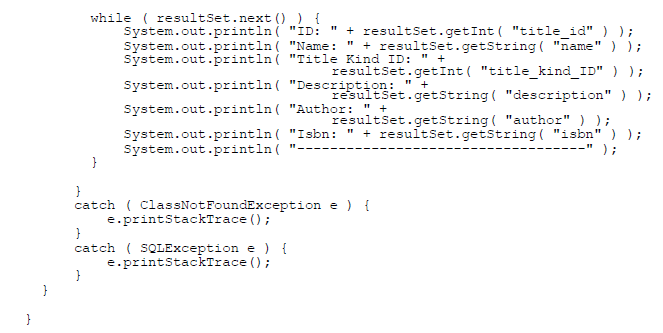 while ( resultSet.next() ) {
System.out.println( "ID: " + resultSet.getInt( "title_id" ) );
System.out.println( "Name: " + resultSet.getString( "name" ) );
System.out.println( "Title Kind ID: " +
resultSet.getInt( "title_kind_ID" ) );
System.out.println( "Description: " +
resultSet.getString( "description" ) );
System.out.println( "Author: " +
resultSet.getString( "author" ) );
System.out.println( "Isbn: " + resultSet.getString( "isbn" ) );
System.out.println( "-----------------------------------" );
}
}
catch ( ClassNotFoundException e ) {
e.printStackTrace();
}
catch ( SQLException e ) {
e.printStackTrace();
}
}
}